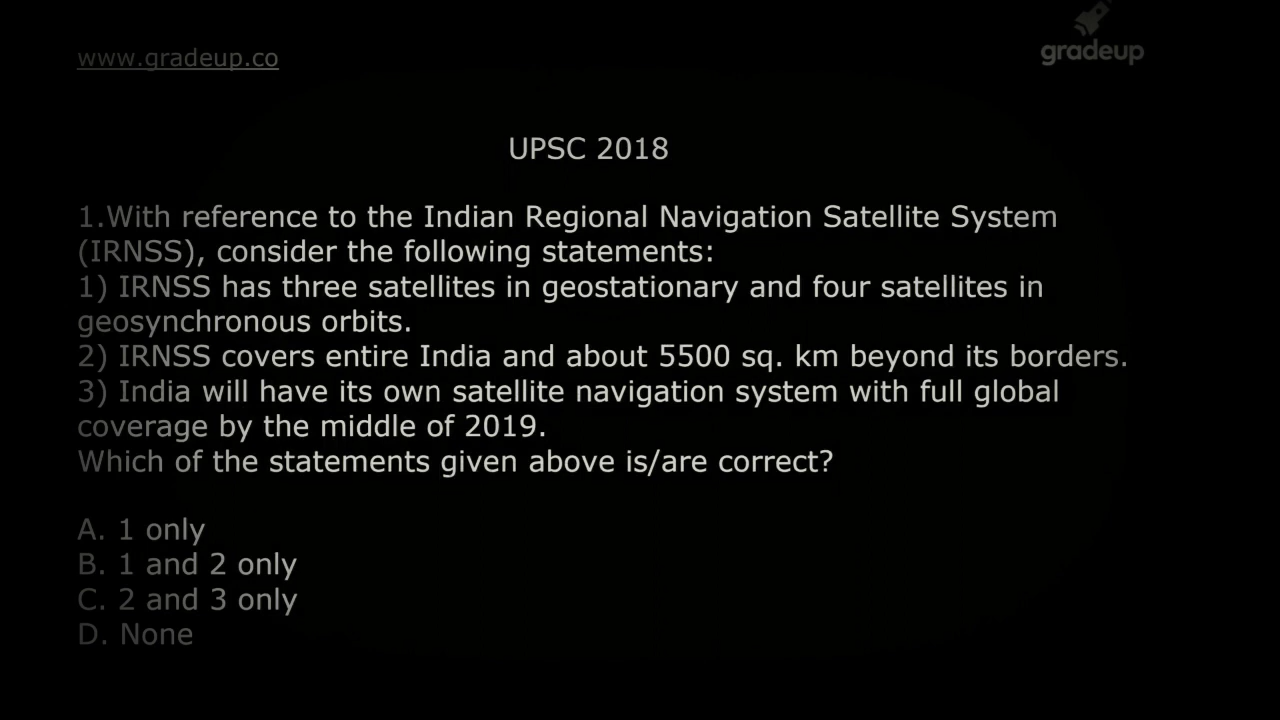 www.gradeup.co
gradeup
UPSC 2018
1.With reference to the Indian Regional Navigation Satellite System
(IRNSS), consider the following statements:
1) IRNSS has three satellites in geostationary and four satellites in
geosynchronous orbits.
2) IRNSS covers entire India and about 5500 sq. km beyond its borders.
3) India will have its own satellite navigation system with full global
coverage by the middle of 2019.
Which of the statements given above is/are correct?
A. 1 only
B. 1 and 2 only
C. 2 and 3 only
D. None